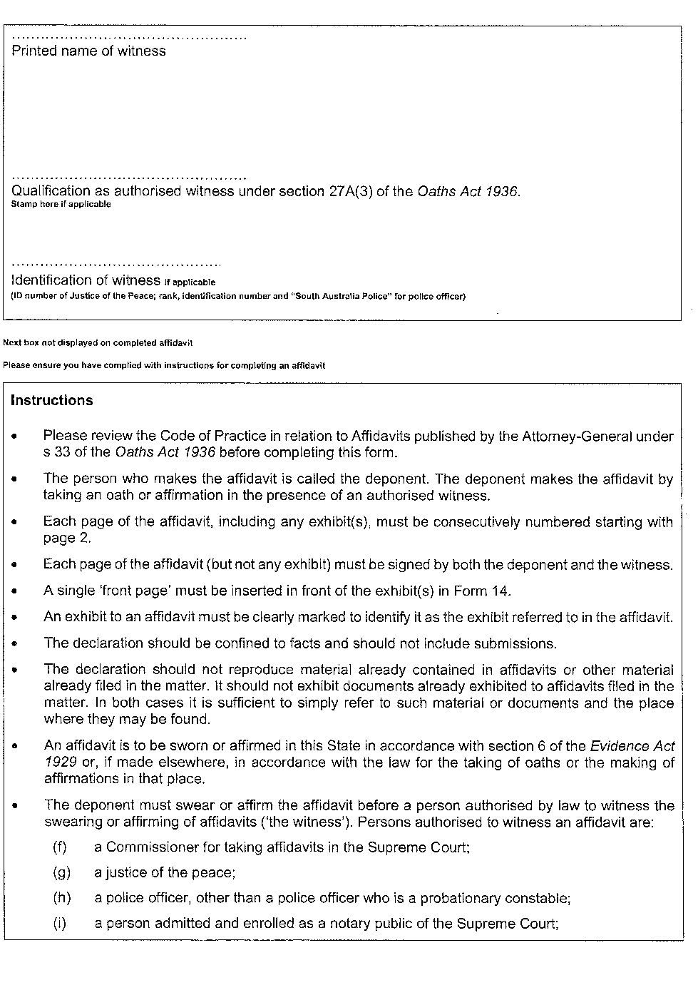 ................................................
Printed name of witness
................................................
Qualification as authorised witness under section 27A(3) of the Oaths Act 1936.
Stamp here if applicable
...........................................
Identification of witness If applicable
(ID number of Justice of the Peace; rank, identification number and “South Australia Police” for police officer)
Next box not displayed on completed affidavit
Please ensure you have complied with instructions for completing an affidavit
Instructions
• Please review the Code of Practice in relation to Affidavits published by the Attorney-General under
s 33 of the Oaths Act 1936 before completing this form.
• The person who makes the affidavit is called the deponent. The deponent makes the affidavit by
taking an oath or affirmation in the presence of an authorised witness.
• Each page of the affidavit, including any exhibit(s), must be consecutively numbered starting with
page 2.
• Each page of the affidavit (but not any exhibit) must be signed by both the deponent and the witness.
• A single ‘front page’ must be inserted in front of the exhibit(s) in Form 14.
• An exhibit to an affidavit must be clearly marked to identify it as the exhibit referred to in the affidavit.
• The declaration should be confined to facts and should not include submissions.
• The declaration should not reproduce material already contained in affidavits or other material
already filed in the matter. It should not exhibit documents already exhibited to affidavits filed in the
matter. In both cases it is sufficient to simply refer to such material or documents and the place
where they may be found.
• An affidavit is to be sworn or affirmed in this State in accordance with section 6 of the Evidence Act
1929 or, if made elsewhere, in accordance with the law for the taking of oaths or the making of
affirmations in that place.
• The deponent must swear or affirm the affidavit before a person authorised by law to witness the
swearing or affirming of affidavits (‘the witness’). Persons authorised to witness an affidavit are:
(f) a Commissioner for taking affidavits in the Supreme Court;
(g) a justice of the peace;
(h) a police officer, other than a police officer who is a probationary constable;
(i) a person admitted and enrolled as a notary public of the Supreme Court;